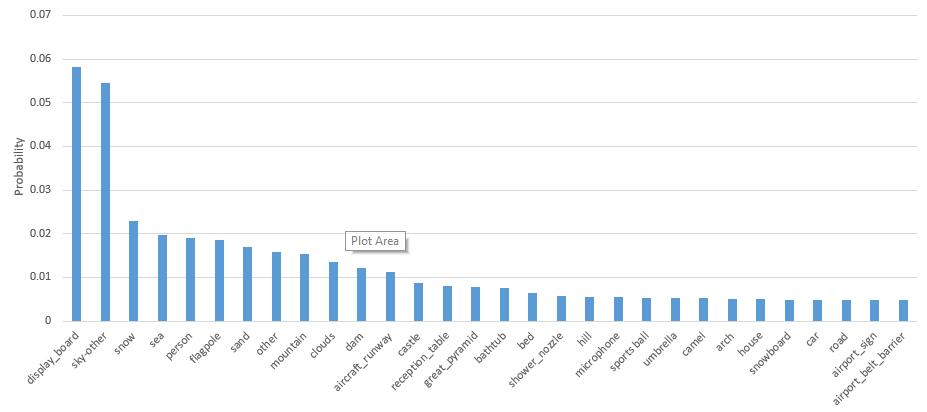 0.07
0.06
0.05
0.04
0.03
0.02
0.01
0
Probability
Plot Area
display_board
sky-other
snow
sea
person
flagpole
sand
other
mountain
clouds
dam
aircraft_runway
castle
reception_table
great_pyramid
bathtub
bed
shower_nozzle
hill
microphone
sports ball
umbrella
camel
arch
house
snowboard
car
road
airport_sign
airport_belt_barrier